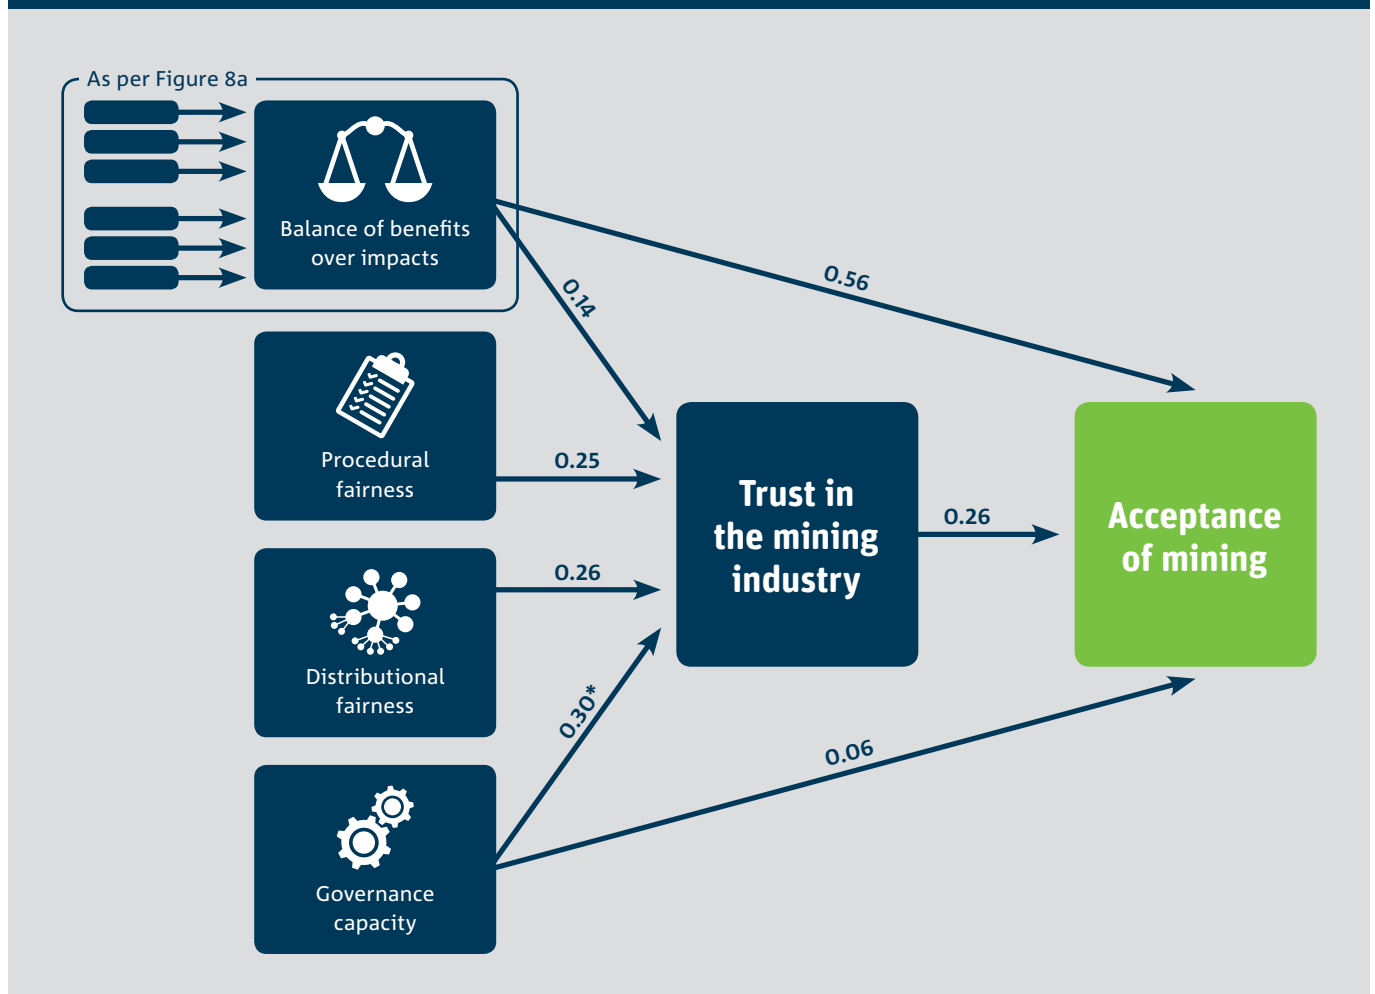 As per Figure 8a
Balance of benefits
over impacts
0.56
0.14
Procedural
fairness
0.25
Trust in
the mining
industry
0.26
Acceptance
of mining
0.26
Distributional
fairness
0.30*
0.06
Governance
capacity